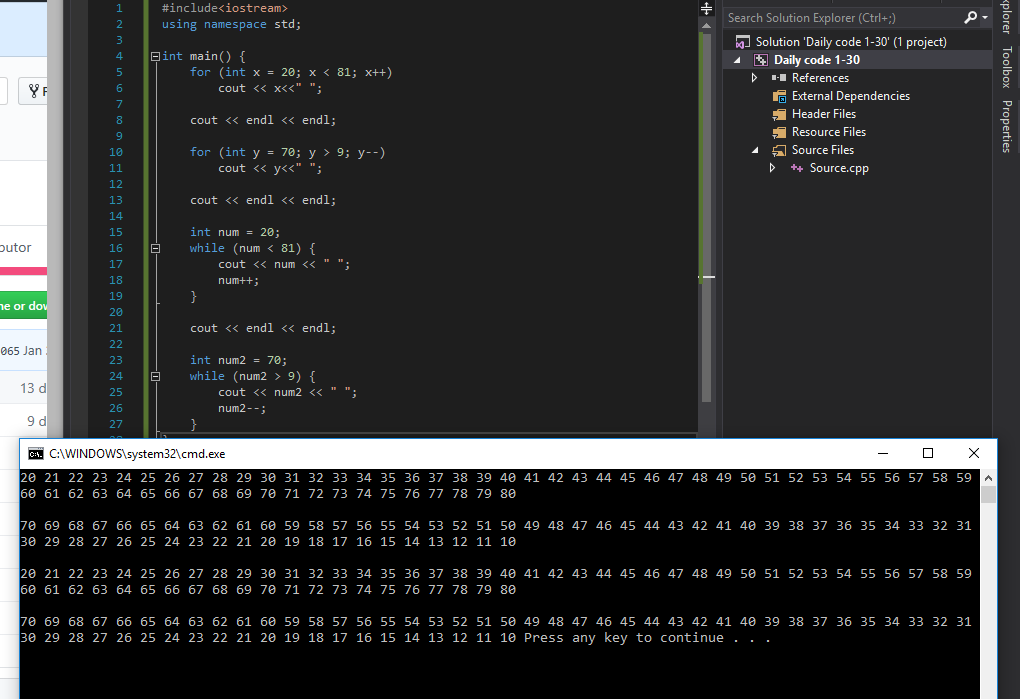 1 #include<iostream>
2 using namespace std;
3
4 int main() {
5 for (int x = 20; x < 81; x++)
6 cout << x<<" ";
7
8 cout << endl << endl;
9
10 for (int y = 70; y > 9; y--)
11 cout << y<<" ";
12
13 cout << endl << endl;
14
15 int num = 20;
16 while (num < 81) {
17 cout << num << " ";
18 num++;
19 }
20
21 cout << endl << endl;
22
23 int num2 = 70;
24 while (num2 > 9) {
25 cout << num2 << " ";
26 num2--;
27 }
Search Solution Explorer (Ctrl+;)
Solution 'Daily code 1-30' (1 project)
Daily code 1-30
References
External Dependencies
Header Files
Resource Files
Source Files
++ Source.cpp
xplorer
Toolbox
Properties
F
butor
ne or dow
065 Jan
13 d
9 d
C:\WINDOWS\system32\cmd.exe
20 21 22 23 24 25 26 27 28 29 30 31 32 33 34 35 36 37 38 39 40 41 42 43 44 45 46 47 48 49 50 51 52 53 54 55 56 57 58 59
60 61 62 63 64 65 66 67 68 69 70 71 72 73 74 75 76 77 78 79 80
70 69 68 67 66 65 64 63 62 61 60 59 58 57 56 55 54 53 52 51 50 49 48 47 46 45 44 43 42 41 40 39 38 37 36 35 34 33 32 31
30 29 28 27 26 25 24 23 22 21 20 19 18 17 16 15 14 13 12 11 10
20 21 22 23 24 25 26 27 28 29 30 31 32 33 34 35 36 37 38 39 40 41 42 43 44 45 46 47 48 49 50 51 52 53 54 55 56 57 58 59
60 61 62 63 64 65 66 67 68 69 70 71 72 73 74 75 76 77 78 79 80
70 69 68 67 66 65 64 63 62 61 60 59 58 57 56 55 54 53 52 51 50 49 48 47 46 45 44 43 42 41 40 39 38 37 36 35 34 33 32 31
30 29 28 27 26 25 24 23 22 21 20 19 18 17 16 15 14 13 12 11 10 Press any key to continue . . .